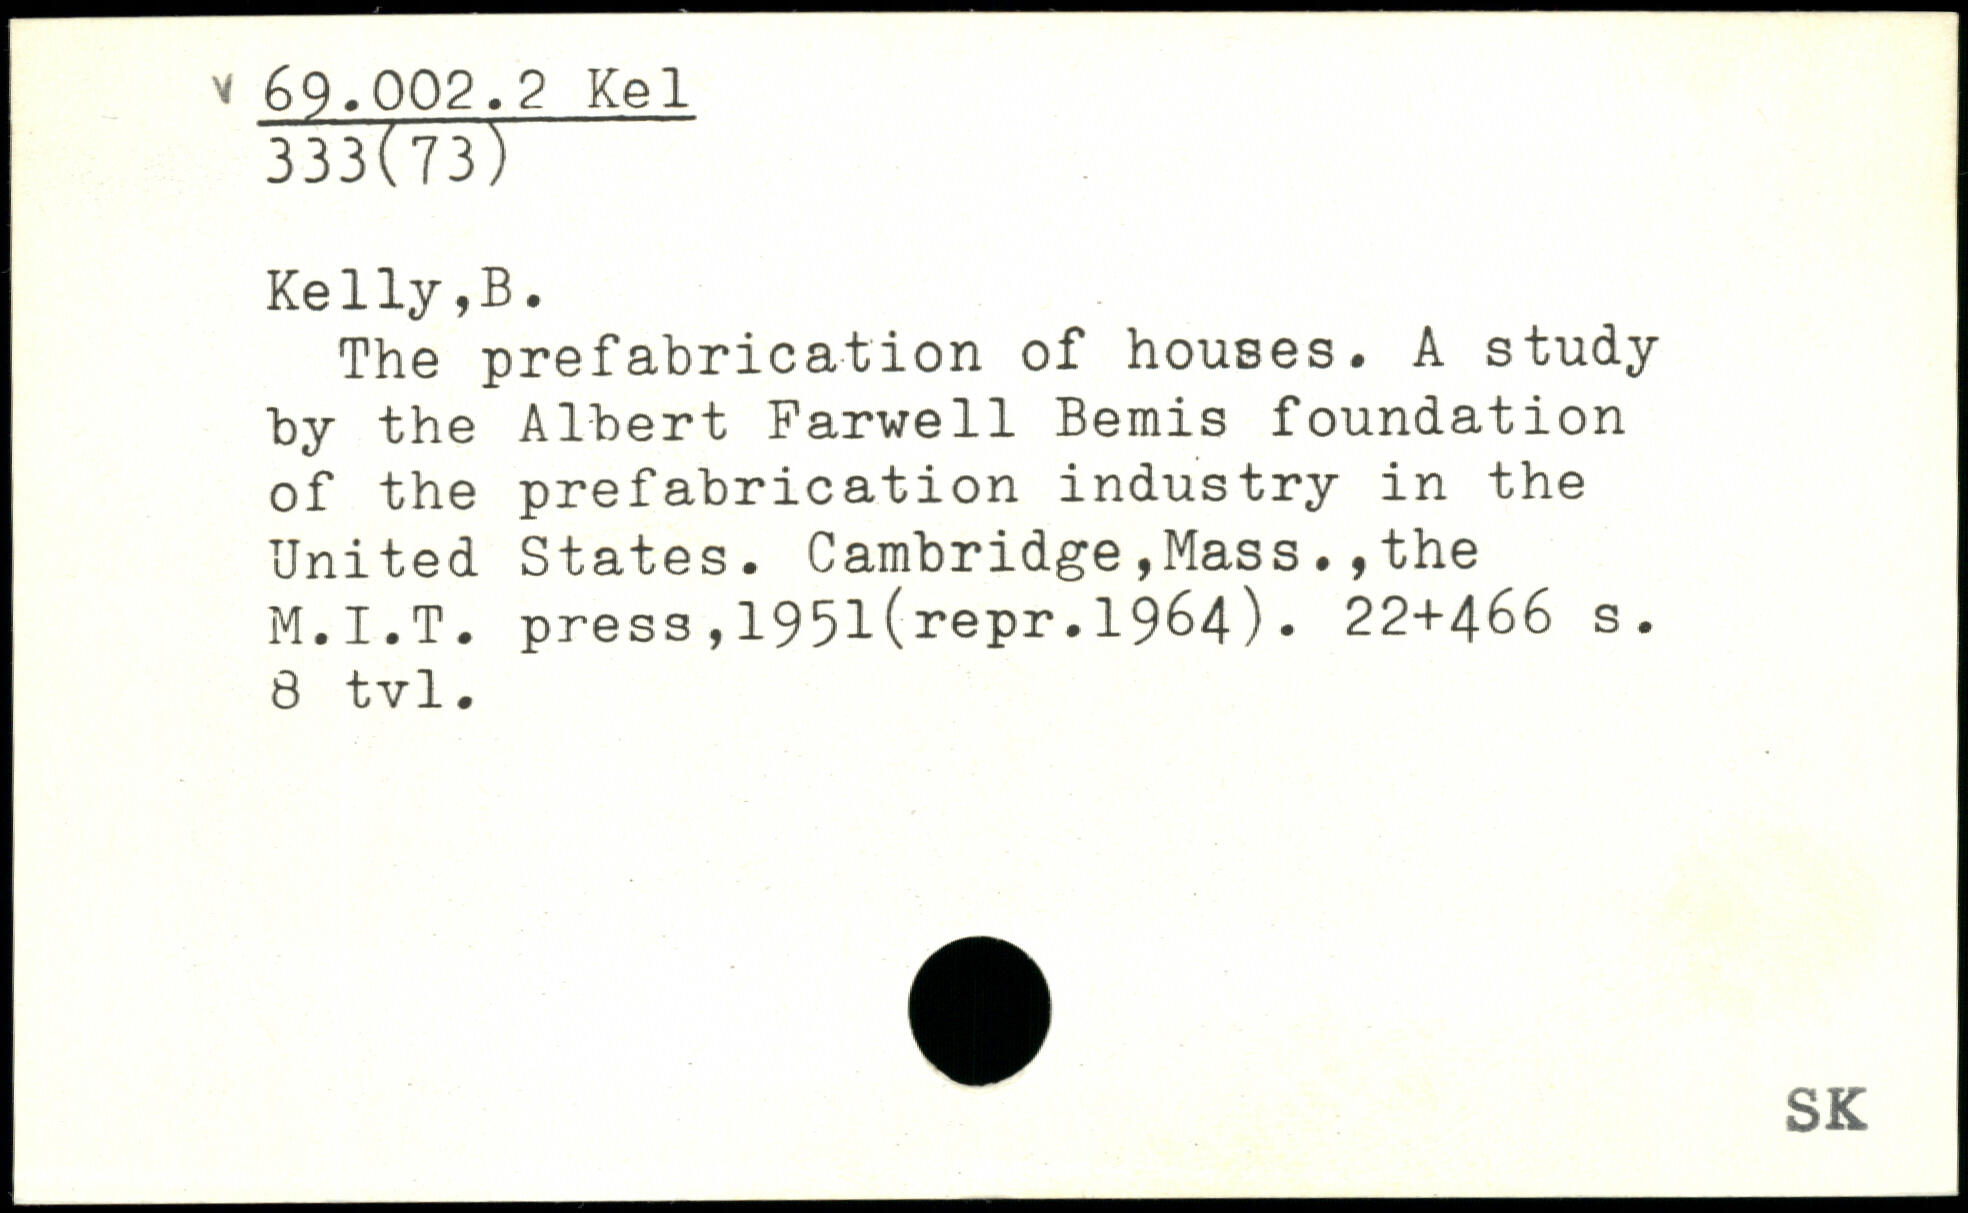 v 69.002.2 Kel
333(73)
Kelly,B.
The prefabrication of houses. A study
by the Albert Farwell Bemis foundation
of the prefabrication industry in the
United States. Cambridge,Mass.,the
M.I.T. press,1951(repr.1964). 22+466 s.
8 tvl.
SK